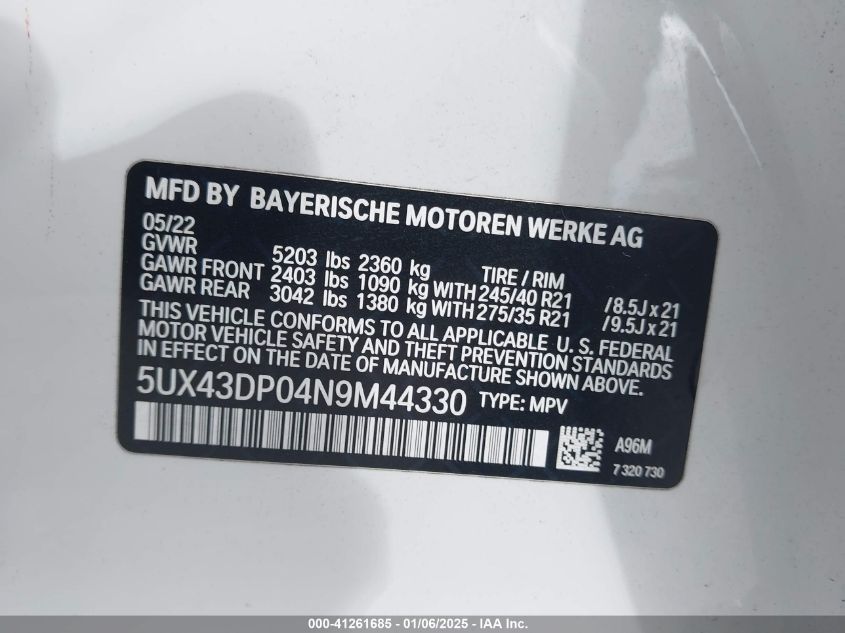 MFD BY BAYERISCHE MOTOREN WERKE AG
05/22
GVWR 5203 lbs 2360 kg TIRE / RIM
GAWR FRONT 2403 lbs 1090 kg WITH 245/40 R21 /8.5J x 21
GAWR REAR 3042 lbs 1380 kg WITH 275/35 R21 /9.5J x 21
THIS VEHICLE CONFORMS TO ALL APPLICABLE U. S. FEDERAL
MOTOR VEHICLE SAFETY AND THEFT PREVENTION STANDARDS
IN EFFECT ON THE DATE OF MANUFACTURE SHOWN ABOVE.
5UX43DP04N9M44330 TYPE: MPV
A96M
7 320 730
000-41261685 - 01/06/2025 - IAA Inc.